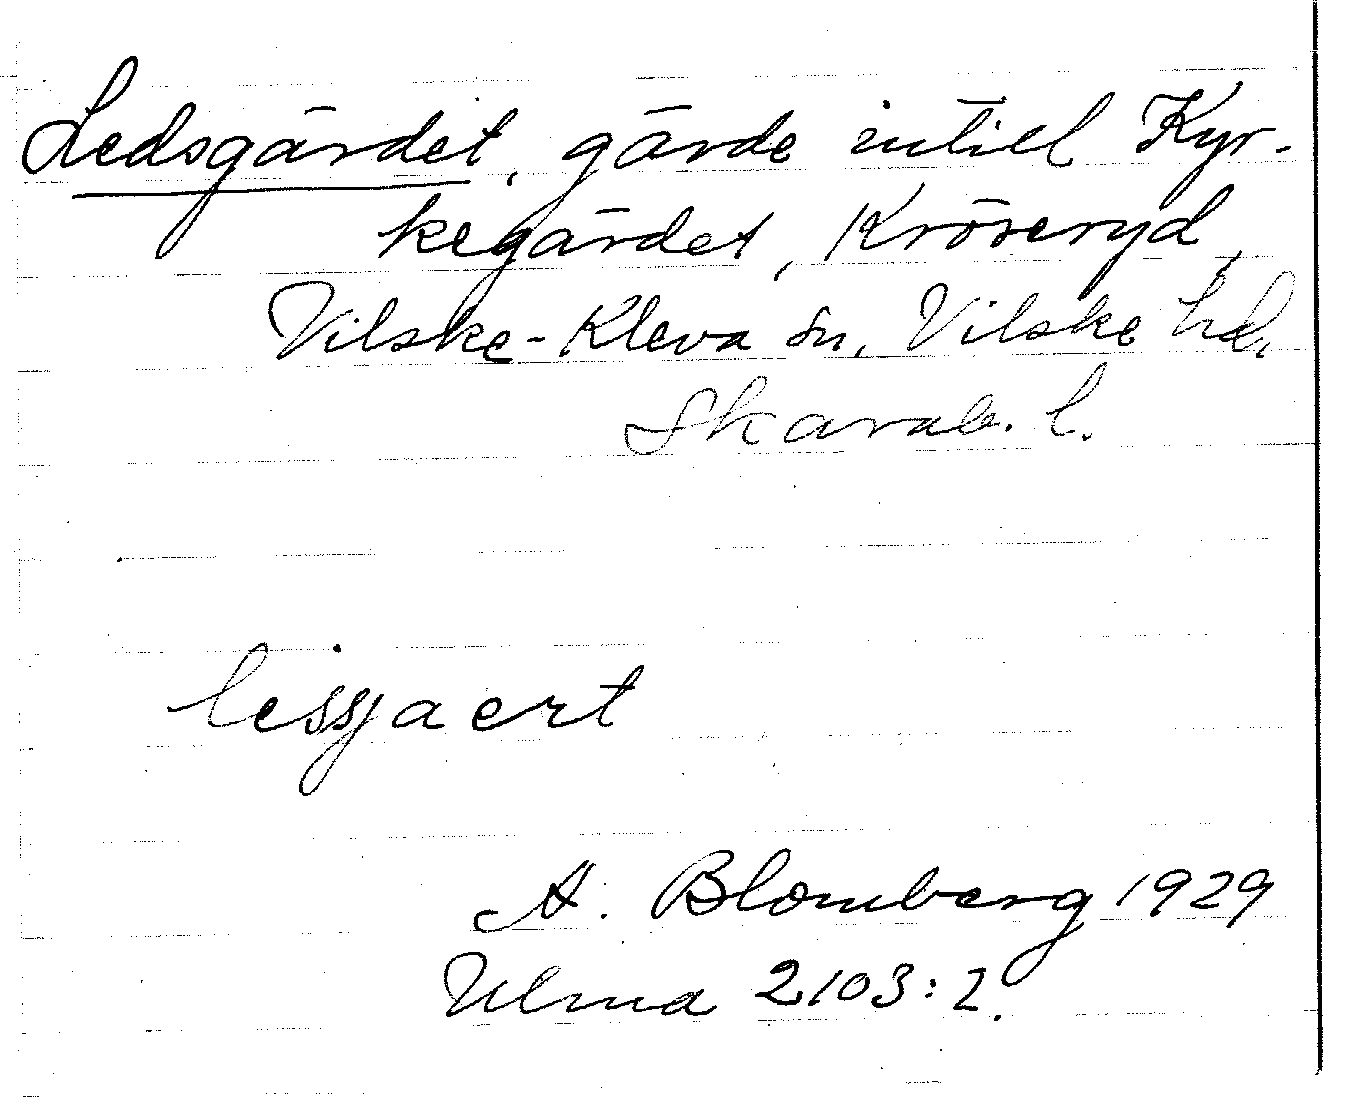 Ledsgärdet, gärde intill Kyr-
kegärdet, Kröseryd,
Vilske-Kleva sn, Vilske hd,
Skarab. l.
lessjaert
A. Blomberg 1929
Ulma 2103:2.